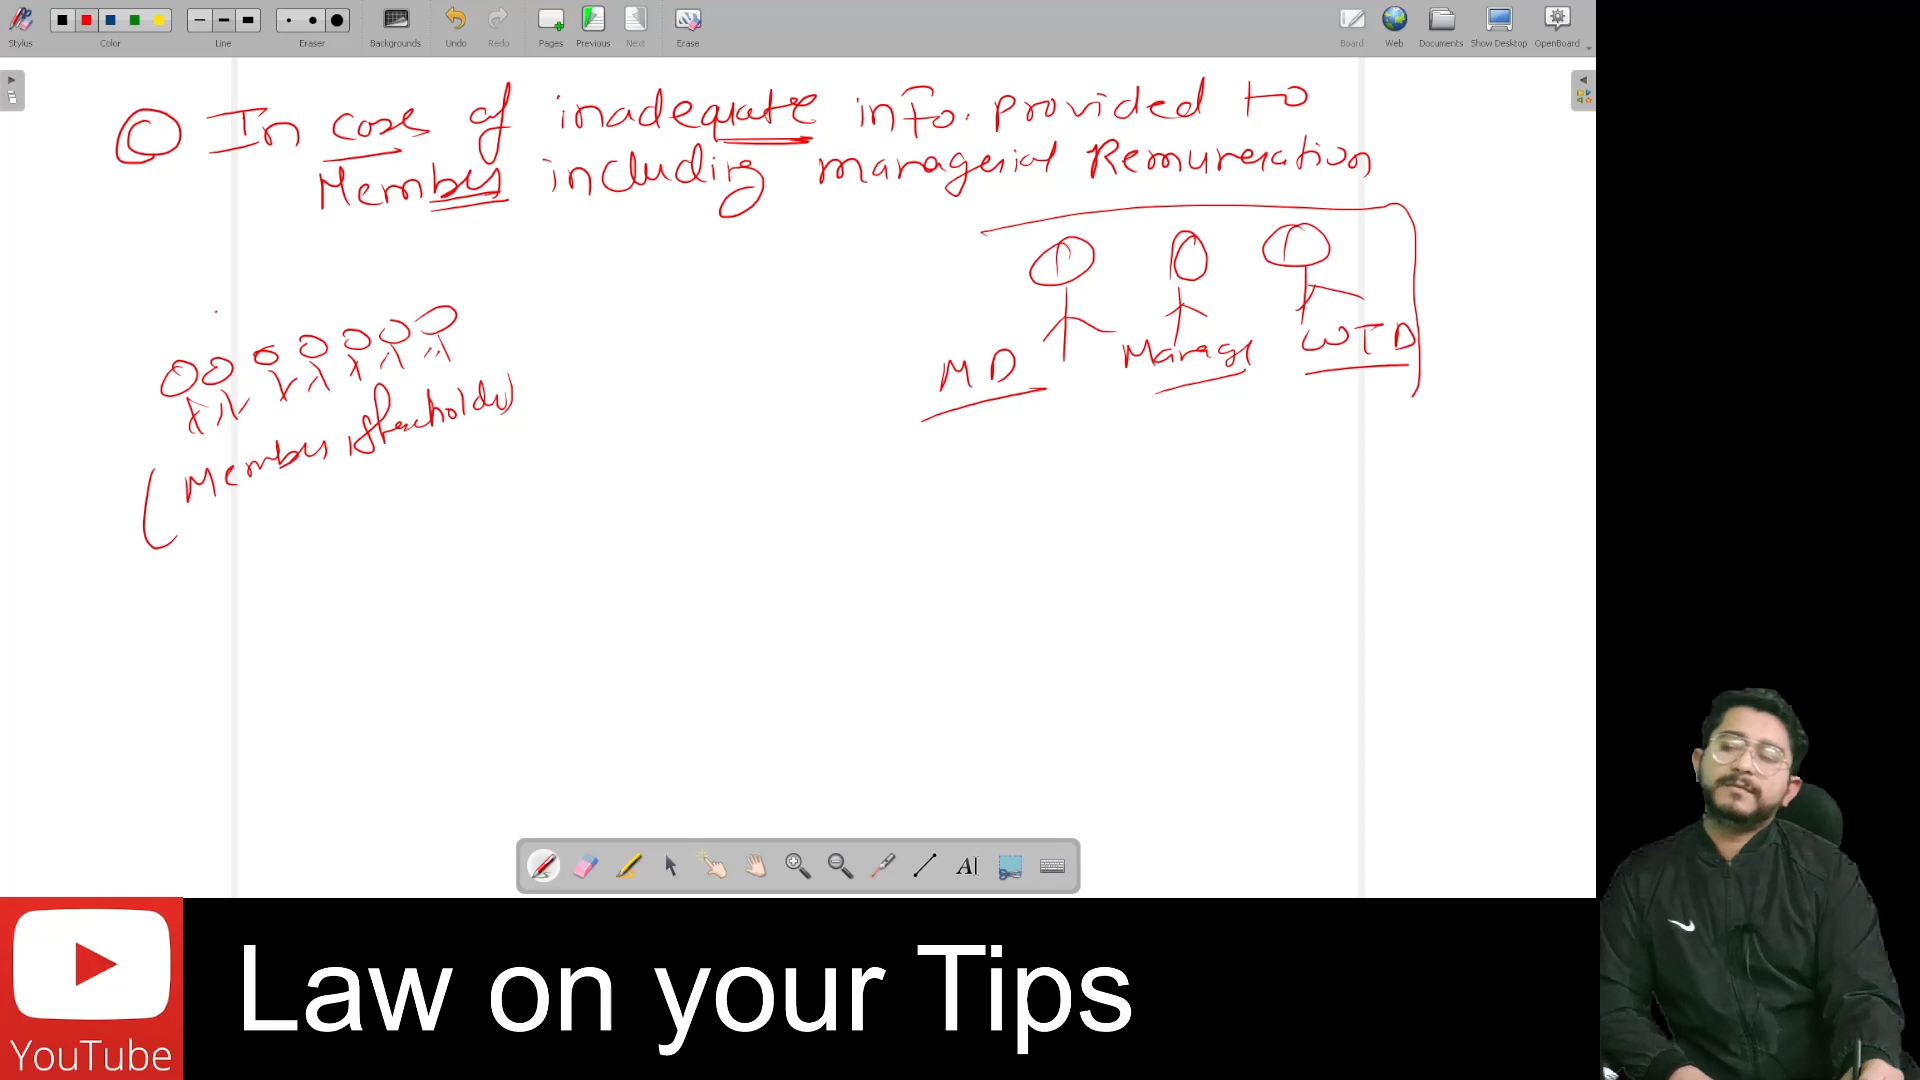 Stylus
Color
Line
Eraser
Backgrounds
Undo
Redo
Pages
Previous
Next
Erase
Board
Web
Documents
Show Desktop
OpenBoard
C In case of inadequate info. provided to
Members including managerial Remuneration
MD
Manager
WTD
(Members
AI
Law on your Tips
YouTube